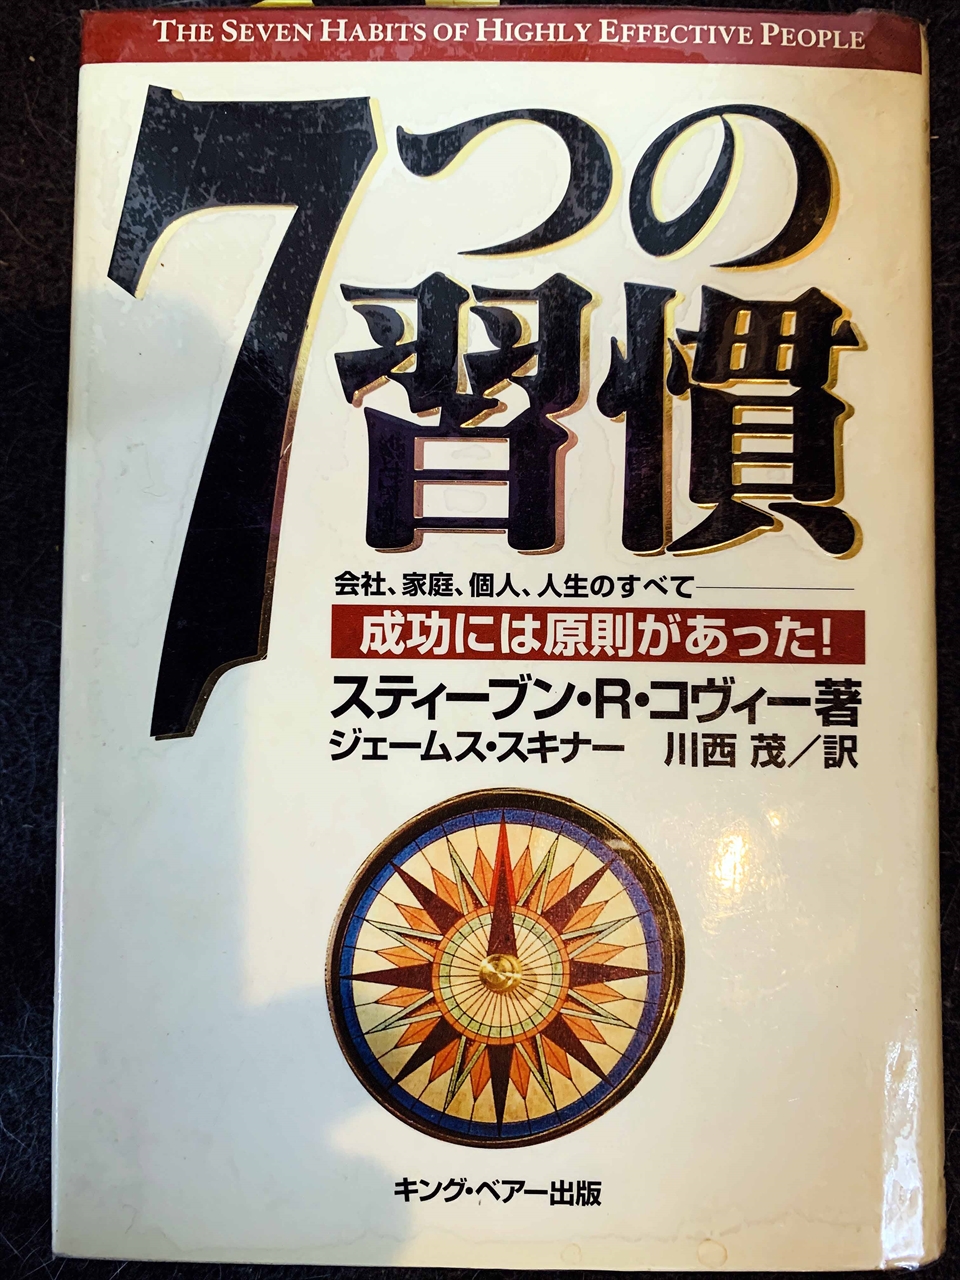 THE SEVEN HABITS OF HIGHLY EFFECTIVE PEOPLE
7つの
習慣
会社、家庭、個人、人生のすべて
成功には原則があった!
スティーブン・R・コヴィー著
ジェームス・スキナー 川西 茂/訳
キング・ベアー出版